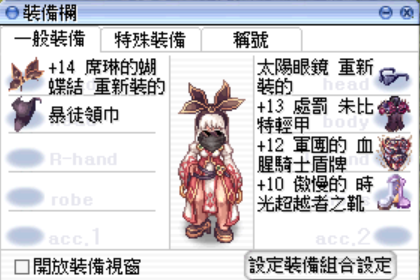 裝備欄
一般裝備
特殊裝備
稱號
+14 席琳的蝴
蝶結 重新裝的
暴徒領巾
R-hand
robe
acc.1
太陽眼鏡 重新
裝的
head
+13 處罰 朱比
特輕甲
body
+12 軍團的 血
腥騎士盾牌
+10 傲慢的 時
光超越者之靴
acc.2
開放裝備視窗
設定裝備組合設定